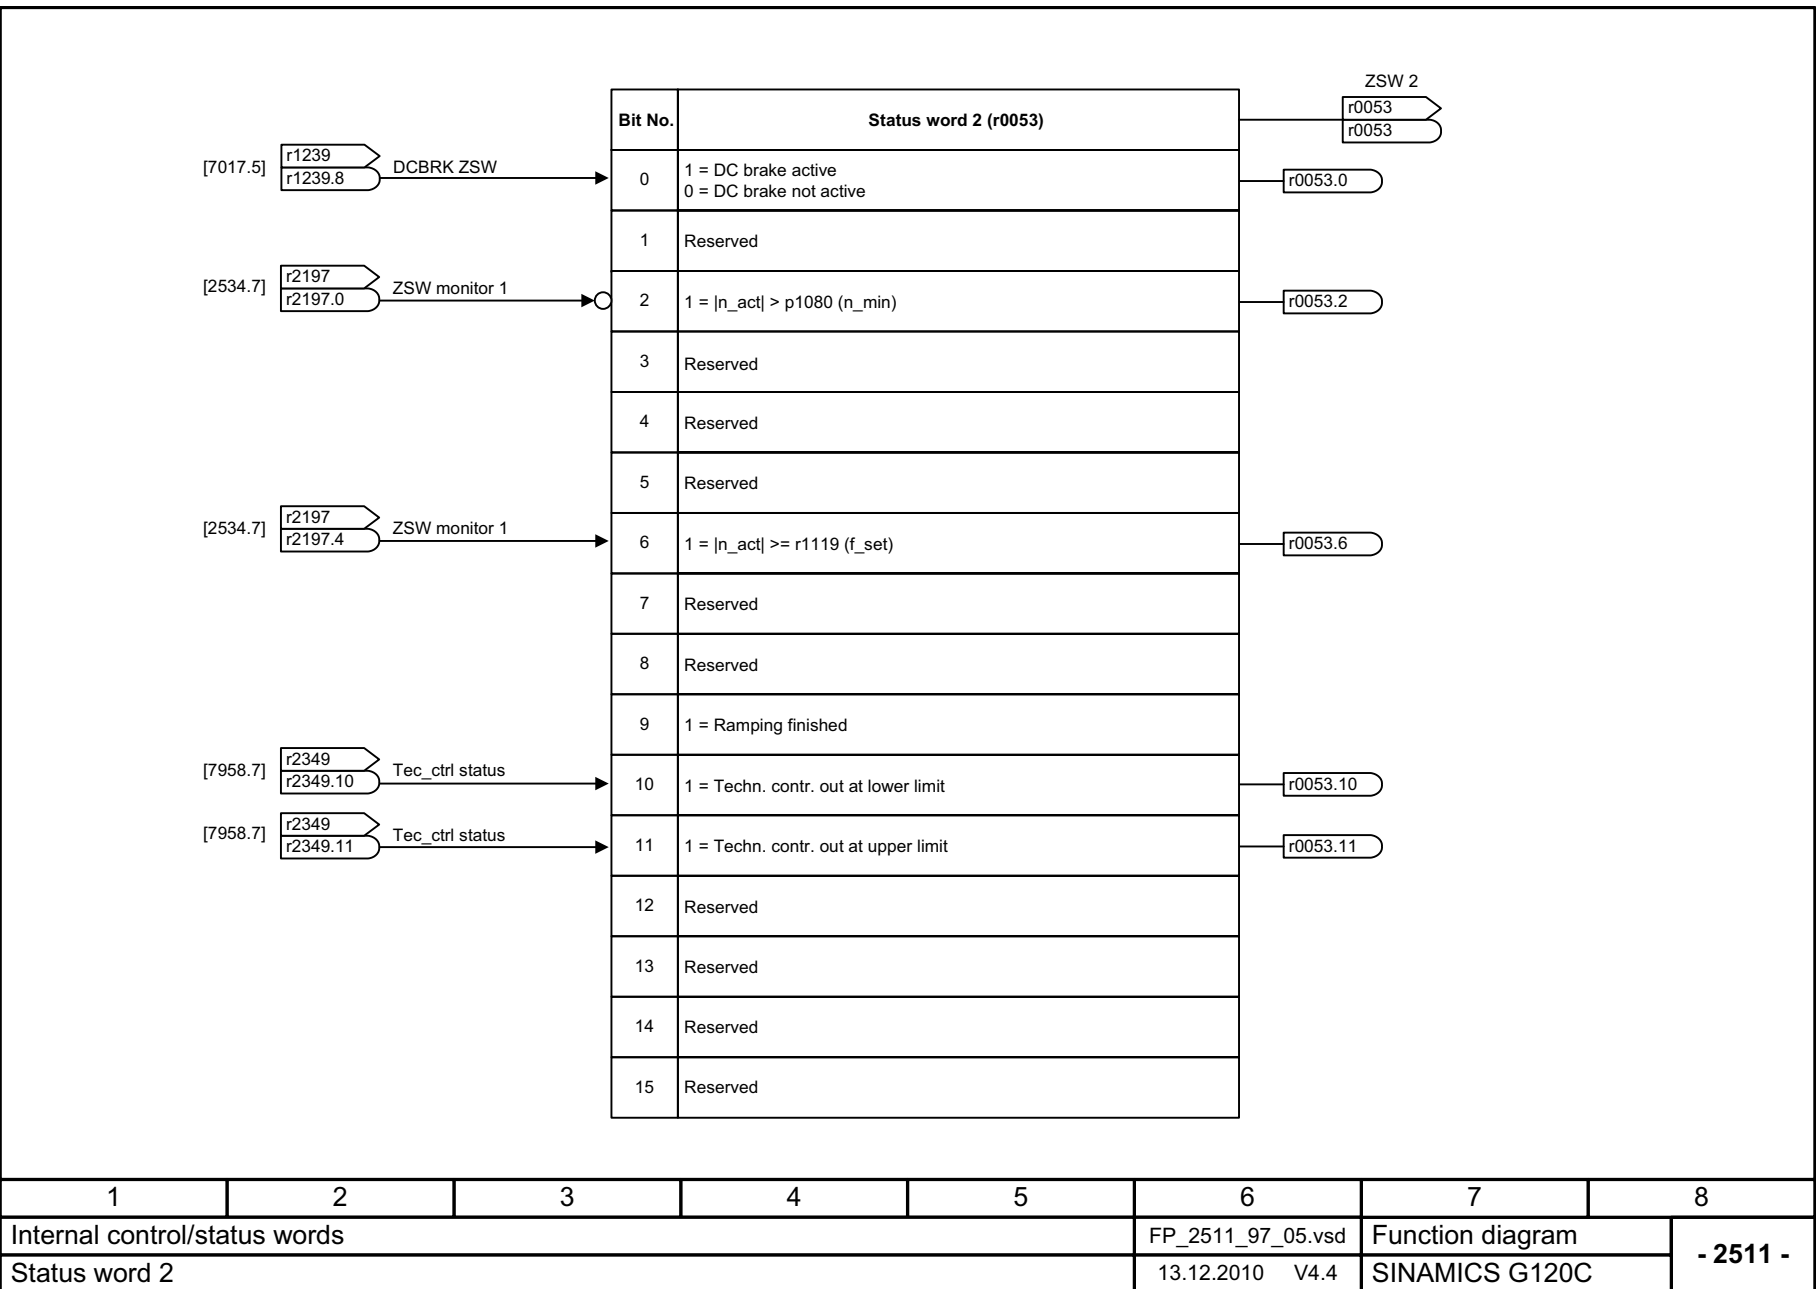 ZSW 2
r0053
r0053
Bit No. Status word 2 (r0053)
[7017.5] r1239
r1239.8 DCBRK ZSW
0 1 = DC brake active
0 = DC brake not active
r0053.0
1 Reserved
[2534.7] r2197
r2197.0 ZSW monitor 1
2 1 = |n_act| > p1080 (n_min)
r0053.2
3 Reserved
4 Reserved
5 Reserved
[2534.7] r2197
r2197.4 ZSW monitor 1
6 1 = |n_act| >= r1119 (f_set)
r0053.6
7 Reserved
8 Reserved
9 1 = Ramping finished
[7958.7] r2349
r2349.10 Tec_ctrl status
10 1 = Techn. contr. out at lower limit
r0053.10
[7958.7] r2349
r2349.11 Tec_ctrl status
11 1 = Techn. contr. out at upper limit
r0053.11
12 Reserved
13 Reserved
14 Reserved
15 Reserved
1 2 3 4 5 6 7 8
Internal control/status words FP_2511_97_05.vsd Function diagram
- 2511 -
Status word 2 13.12.2010 V4.4 SINAMICS G120C